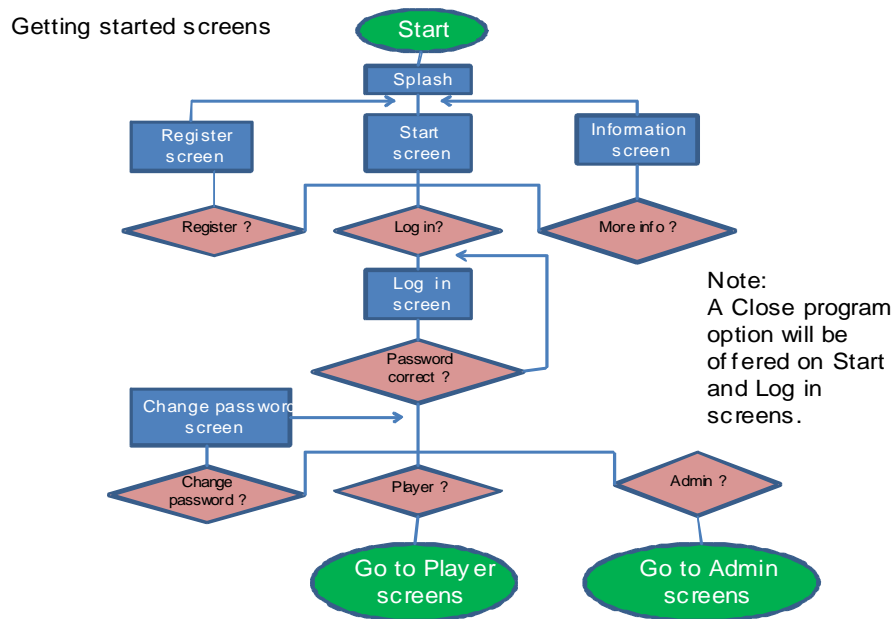 Getting started screens
Start
Splash
Register
screen
Start
screen
Information
screen
Register ?
Log in?
More info ?
Log in
screen
Note:
A Close program
option will be
offered on Start
and Log in
screens.
Password
correct ?
Change password
screen
Change
password ?
Player ?
Admin ?
Go to Player
screens
Go to Admin
screens